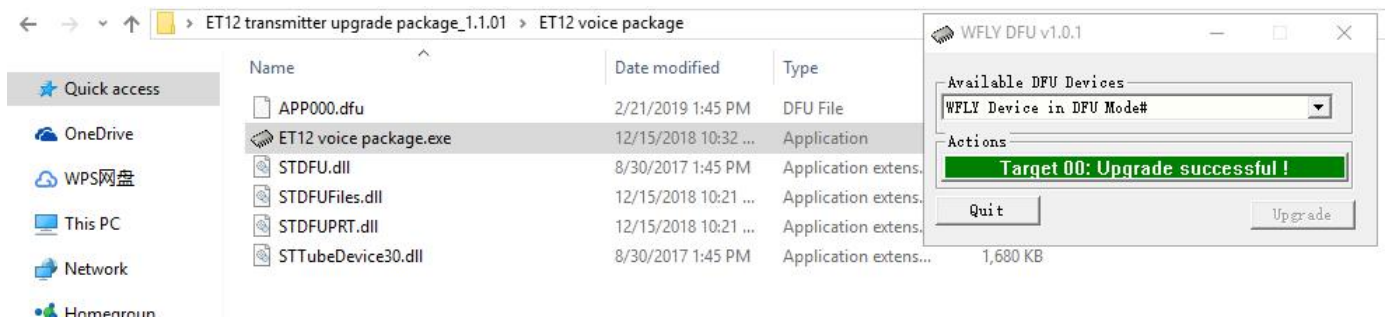 ET12 transmitter upgrade package_1.1.01 > ET12 voice package
Quick access
OneDrive
WPS网盘
This PC
Network
Homegroup
Name Date modified Type
APP000.dfu 2/21/2019 1:45 PM DFU File
ET12 voice package.exe 12/15/2018 10:32 ... Application
STDFU.dll 8/30/2017 1:45 PM Application extens.
STDFUFiles.dll 12/15/2018 10:21 ... Application extens.
STDFUPRT.dll 12/15/2018 10:21 ... Application extens.
STTubeDevice30.dll 8/30/2017 1:45 PM Application extens... 1,680 KB
WFLY DFU v1.0.1
Available DFU Devices
WFLY Device in DFU Mode#
Actions
Target 00: Upgrade successful !
Quit Upgrade